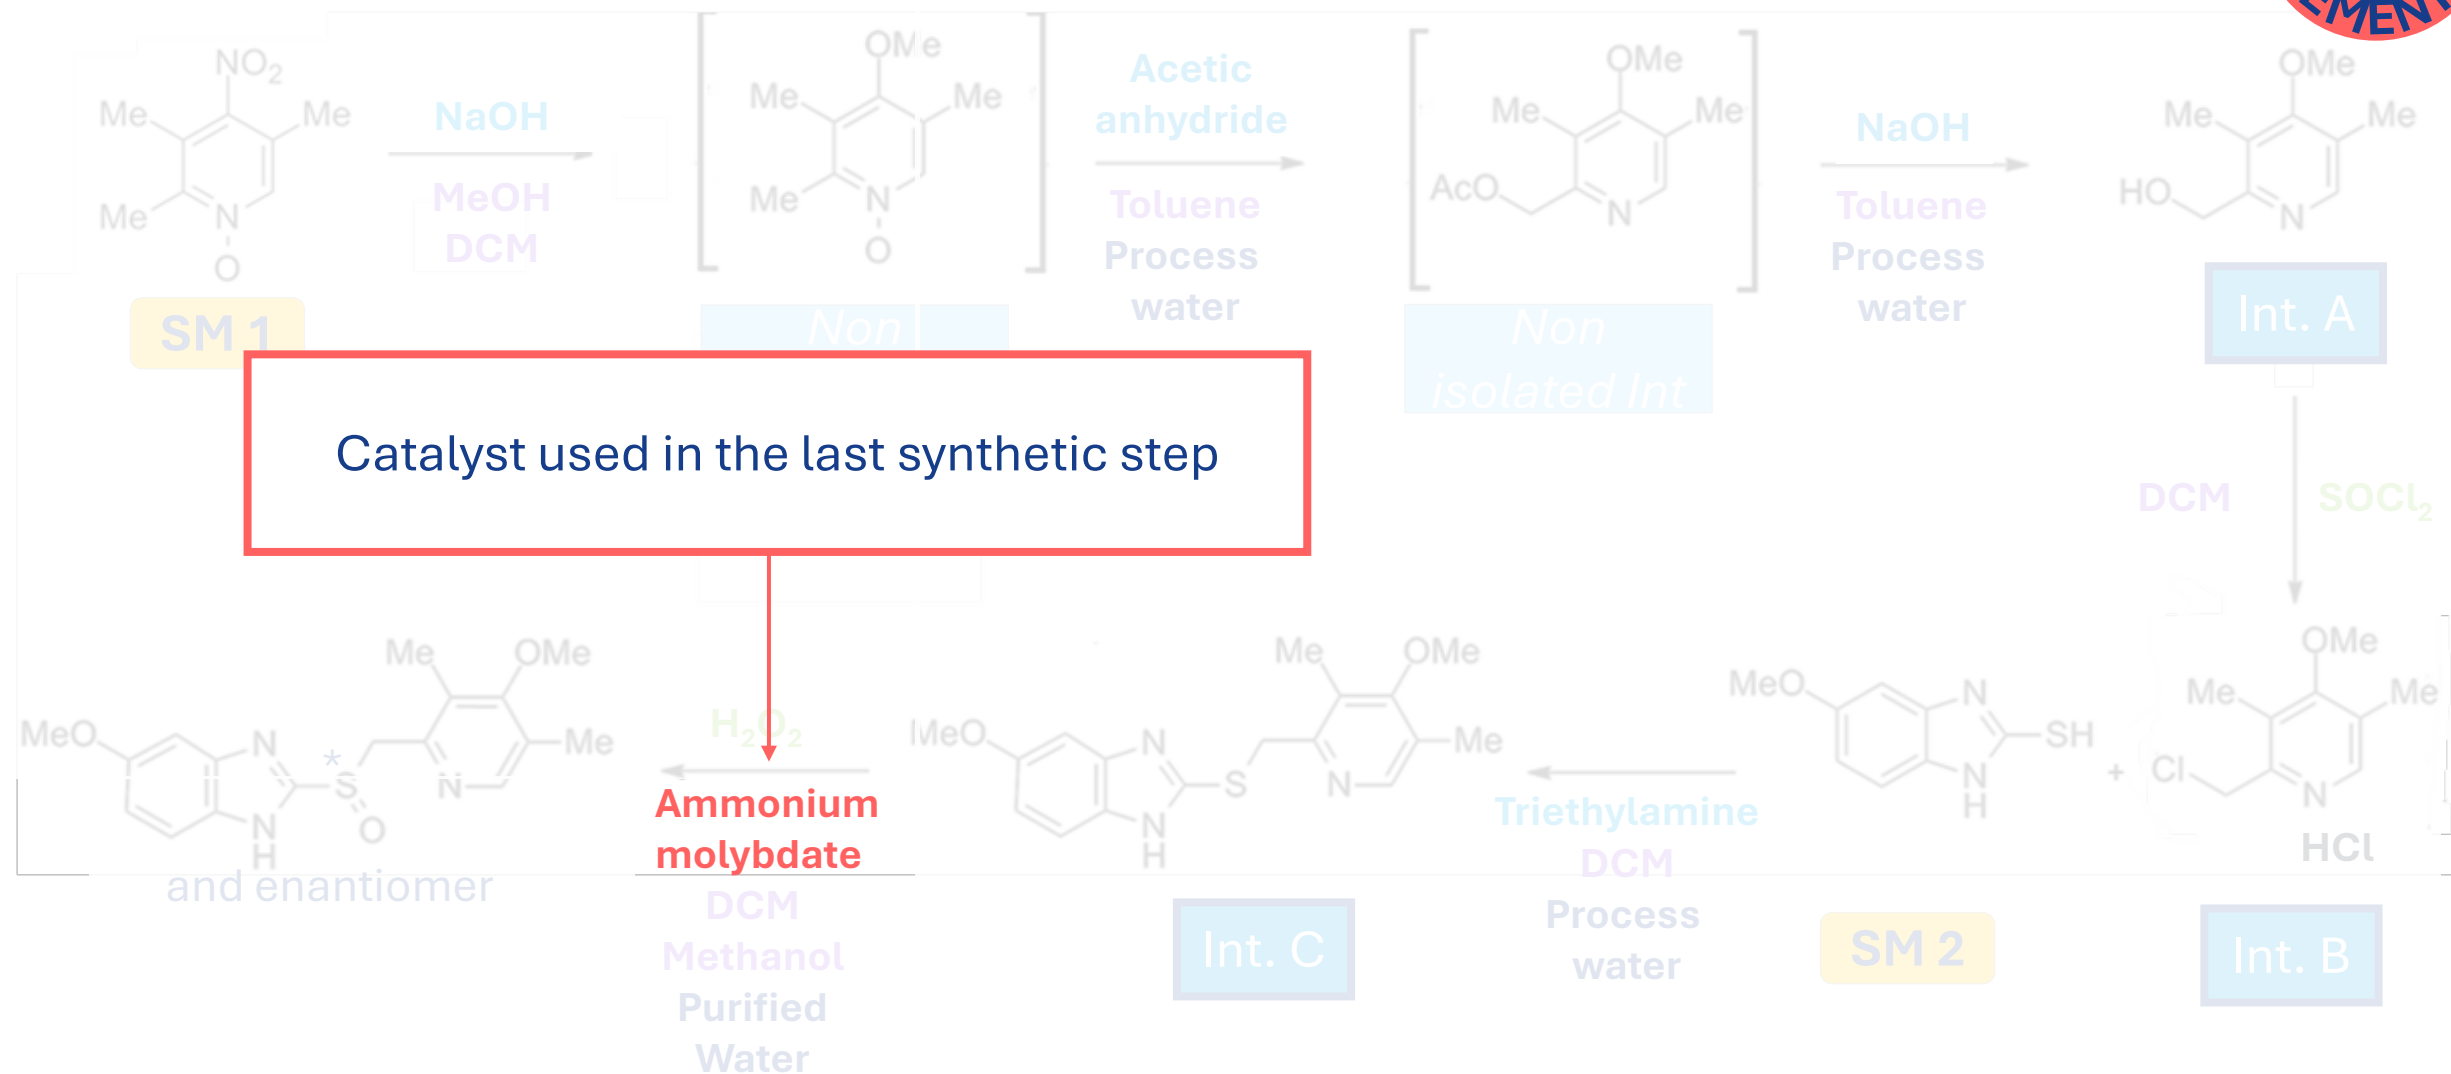 EMENT
NO2
Me
Me
Me
N
O
SM 1
NaOH
MeOH
DCM
OMe
Me
Me
Me
N
O
Non
Acetic
anhydride
Toluene
Process
water
OMe
Me
Me
AcO
N
Non
isolated Int
NaOH
Toluene
Process
water
OMe
Me
Me
HO
N
Int. A
Catalyst used in the last synthetic step
DCM
SOCl2
Me
OMe
MeO
N
*
S
N
Me
N
H
O
and enantiomer
H2O2
Ammonium
molybdate
DCM
Methanol
Purified
Water
Me
OMe
MeO
N
S
N
Me
N
H
Int. C
Triethylamine
DCM
Process
water
MeO
N
SH
N
H
SM 2
+
OMe
Me
Me
Cl
N
HCl
Int. B